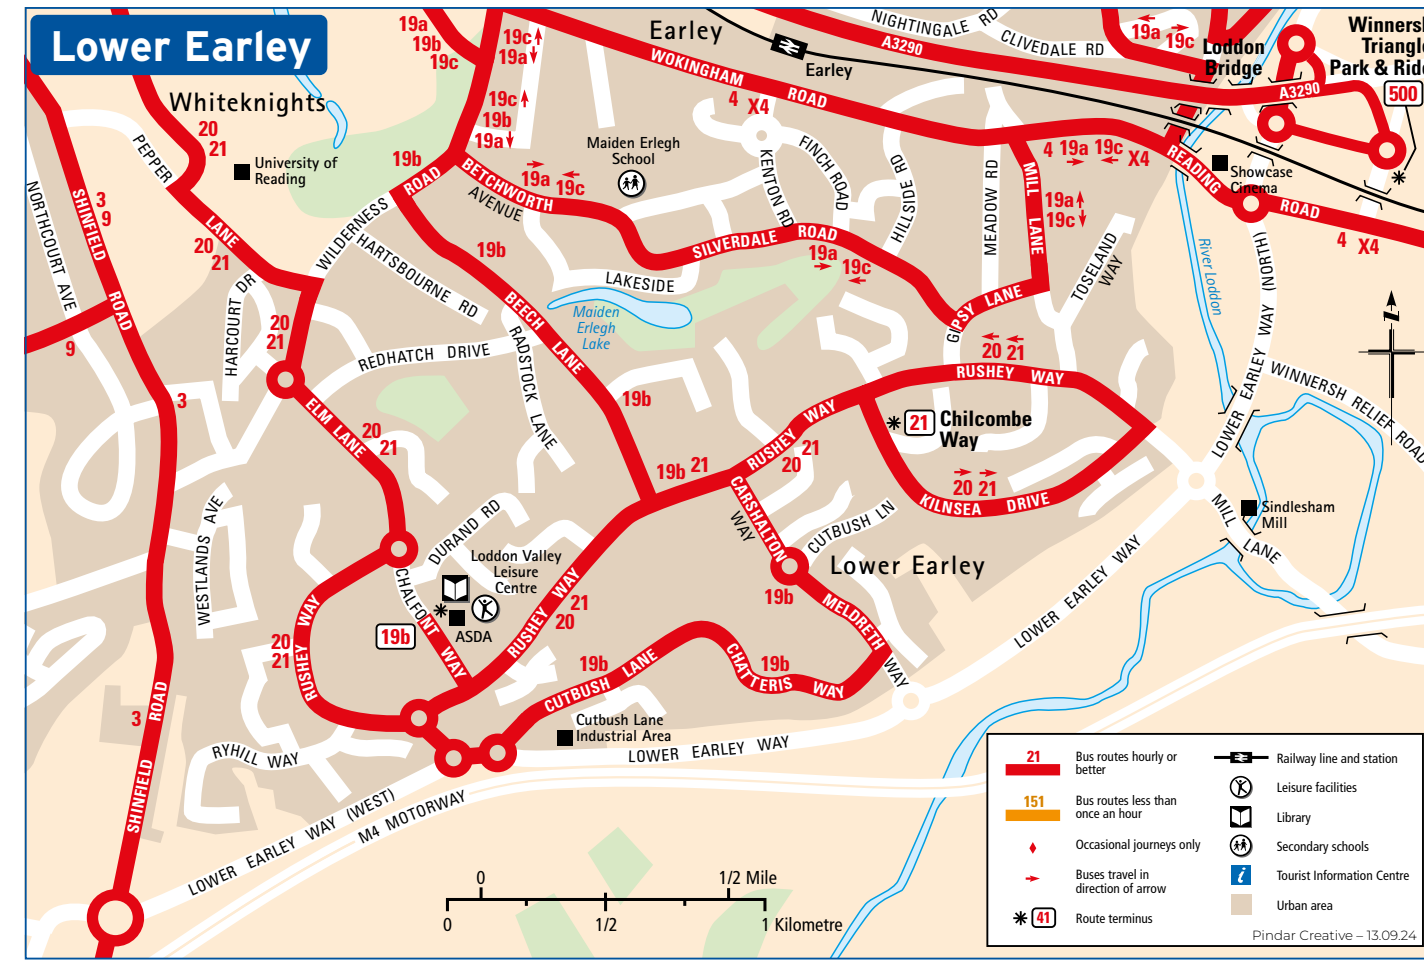 Lower Earley
Whiteknights
19a
19b
19c
19c
19a
19c
19b
19a
Earley
WOKINGHAM ROAD
4 X4
Earley
A3290
NIGHTINGALE RD
CLIVEDALE RD
19a
19c
Loddon
Bridge
A3290
500
READING ROAD
4 X4
4 19a 19c X4
Showcase
Cinema
PEPPER LANE
20
21
University of
Reading
NORTHCOURT AVE
SHINFIELD ROAD
3
9
9
3
20
21
WILDERNESS ROAD
19b
BETCHWORTH
AVENUE
19a
19c
Maiden Erlegh
School
KENTON RD
FINCH ROAD
HILLSIDE RD
MEADOW RD
MILL LANE
19a
19c
TOSELAND
WAY
SILVERDALE ROAD
19a
19c
GIPSY LANE
HARTSBOURNE RD
19b
BEECH LANE
LAKESIDE
Maiden
Erlegh
Lake
HARCOURT DR
20
21
REDHATCH DRIVE
RADSTOCK LANE
19b
River Loddon
LOWER EARLEY WAY (NORTH)
WINNERSH RELIEF ROAD
20 21
RUSHEY WAY
21
Chilcombe
Way
20 21
KILNSEA DRIVE
ELM LANE
20
21
RUSHEY WAY
21
20
19b 21
CARSHALTON
WAY
CUTBUSH LN
Lower Earley
19b
MELDRETH
WAY
MILL
LANE
Sindlesham
Mill
WESTLANDS AVE
DURAND RD
Loddon Valley
Leisure
Centre
CHALFONT WAY
ASDA
19b
RUSHEY WAY
21
20
RUSHEY WAY
20
21
CUTBUSH LANE
19b
CHATTERIS WAY
19b
Cutbush Lane
Industrial Area
LOWER EARLEY WAY
LOWER EARLEY WAY
SHINFIELD ROAD
3
RYHILL WAY
LOWER EARLEY WAY (WEST)
M4 MOTORWAY
0 1/2 Mile
0 1/2 1 Kilometre
21
Bus routes hourly or
better
151
Bus routes less than
once an hour
Occasional journeys only
Buses travel in
direction of arrow
41
Route terminus
Railway line and station
Leisure facilities
Library
Secondary schools
i
Tourist Information Centre
Urban area
Pindar Creative – 13.09.24